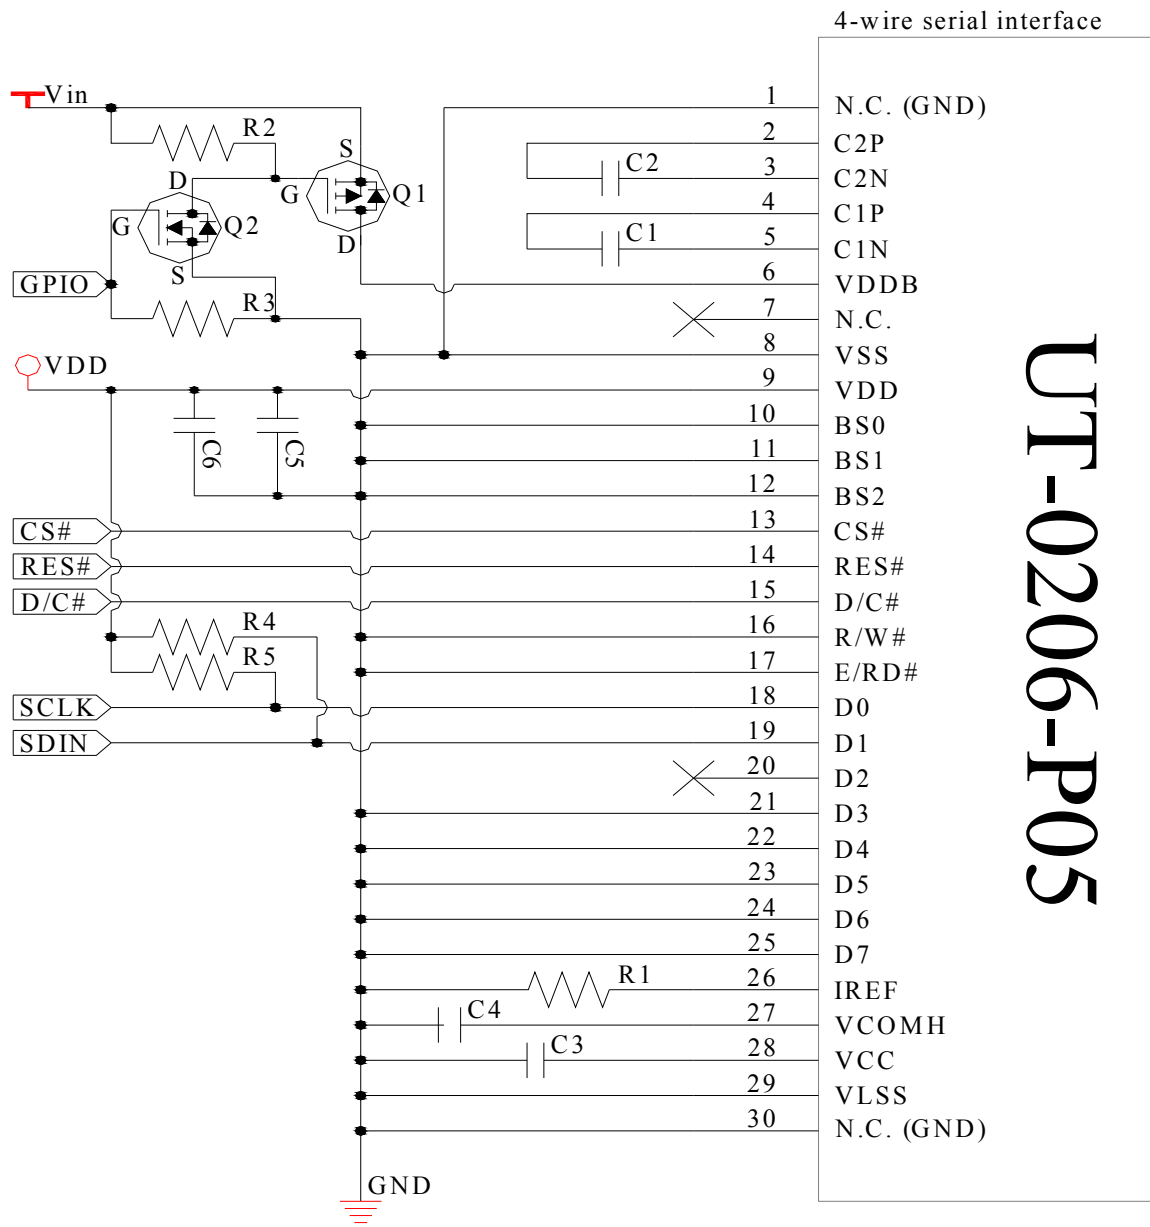 4-wire serial interface
Vin
1 N.C. (GND)
R2
2 C2P
S
C2
3 C2N
D
G
Q1
4 C1P
G
Q2
C1
5 C1N
D
S
GPIO
6 VDDB
R3
7 N.C.
8 VSS
VDD
9 VDD
10 BS0
C6
C5
11 BS1
12 BS2
CS#
13 CS#
RES#
14 RES#
D/C#
15 D/C#
R4
16 R/W#
R5
17 E/RD#
SCLK
18 D0
SDIN
19 D1
20 D2
21 D3
22 D4
23 D5
24 D6
25 D7
R1
26 IREF
C4
27 VCOMH
C3
28 VCC
29 VLSS
30 N.C. (GND)
GND
UT-0206-P05